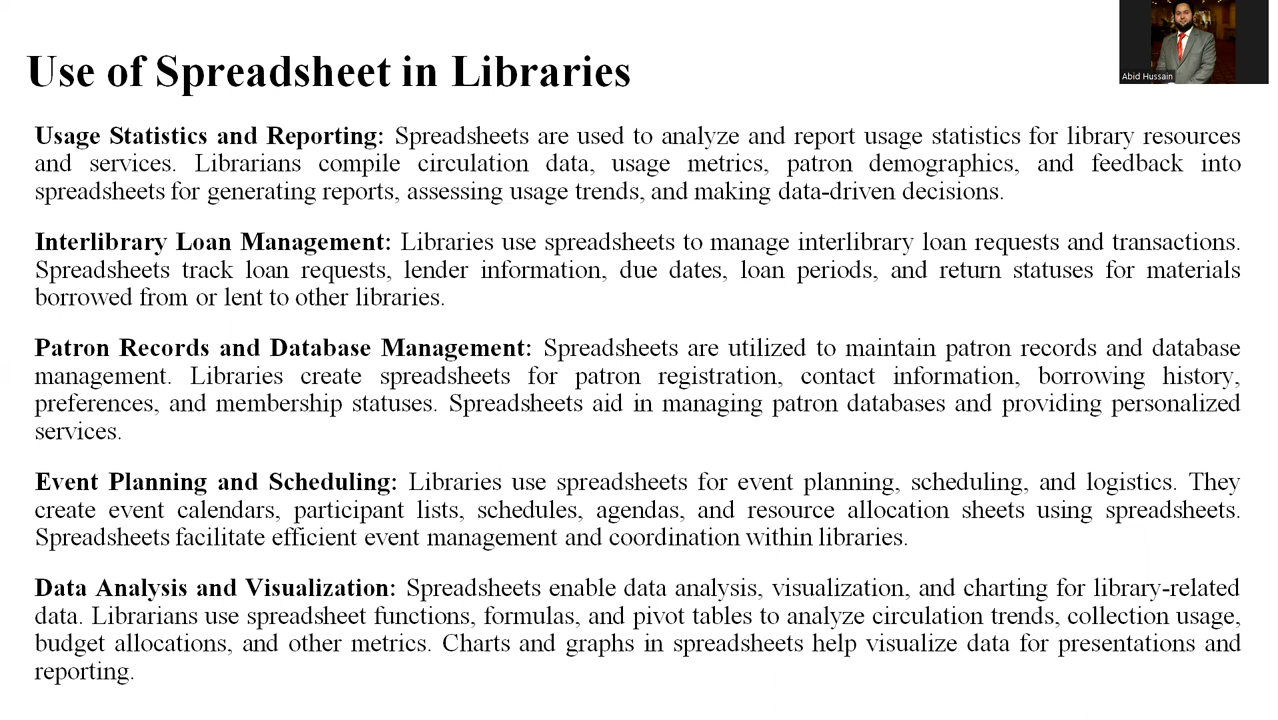 Abid Hussain
Use of Spreadsheet in Libraries
Usage Statistics and Reporting: Spreadsheets are used to analyze and report usage statistics for library resources
and services. Librarians compile circulation data, usage metrics, patron demographics, and feedback into
spreadsheets for generating reports, assessing usage trends, and making data-driven decisions.
Interlibrary Loan Management: Libraries use spreadsheets to manage interlibrary loan requests and transactions.
Spreadsheets track loan requests, lender information, due dates, loan periods, and return statuses for materials
borrowed from or lent to other libraries.
Patron Records and Database Management: Spreadsheets are utilized to maintain patron records and database
management. Libraries create spreadsheets for patron registration, contact information, borrowing history,
preferences, and membership statuses. Spreadsheets aid in managing patron databases and providing personalized
services.
Event Planning and Scheduling: Libraries use spreadsheets for event planning, scheduling, and logistics. They
create event calendars, participant lists, schedules, agendas, and resource allocation sheets using spreadsheets.
Spreadsheets facilitate efficient event management and coordination within libraries.
Data Analysis and Visualization: Spreadsheets enable data analysis, visualization, and charting for library-related
data. Librarians use spreadsheet functions, formulas, and pivot tables to analyze circulation trends, collection usage,
budget allocations, and other metrics. Charts and graphs in spreadsheets help visualize data for presentations and
reporting.